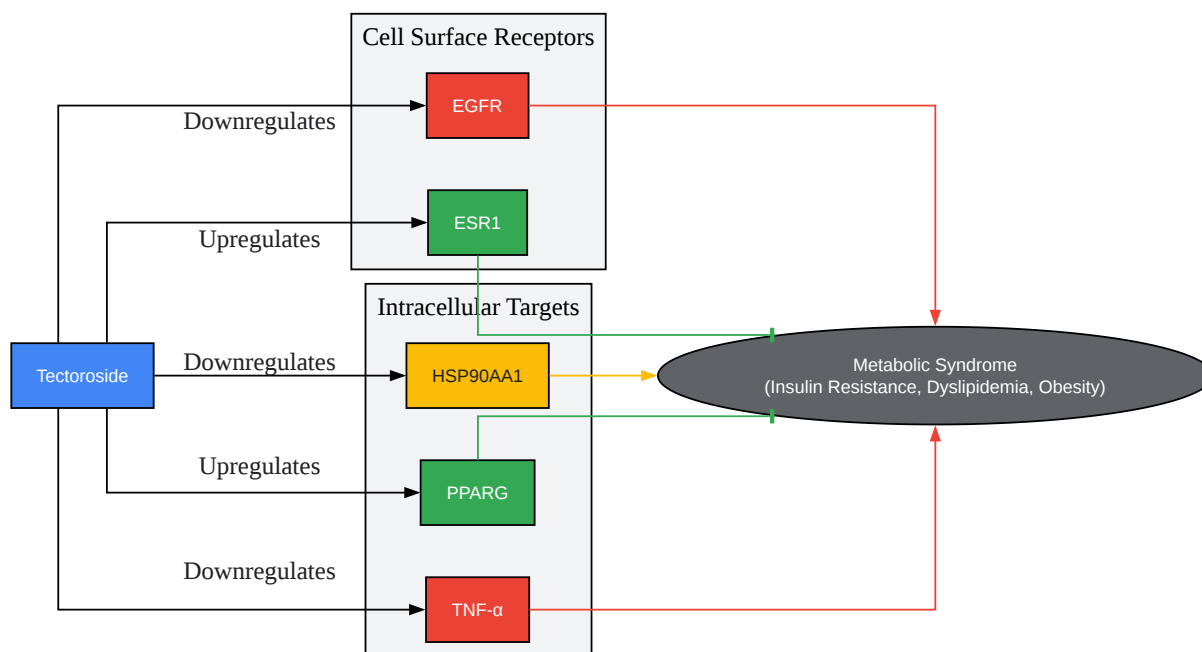 Cell Surface Receptors
EGFR
Downregulates
ESR1
Upregulates
Intracellular Targets
Tectoroside
Downregulates
HSP90AA1
Metabolic Syndrome
(Insulin Resistance, Dyslipidemia, Obesity)
Upregulates
PPARG
Downregulates
TNF-α